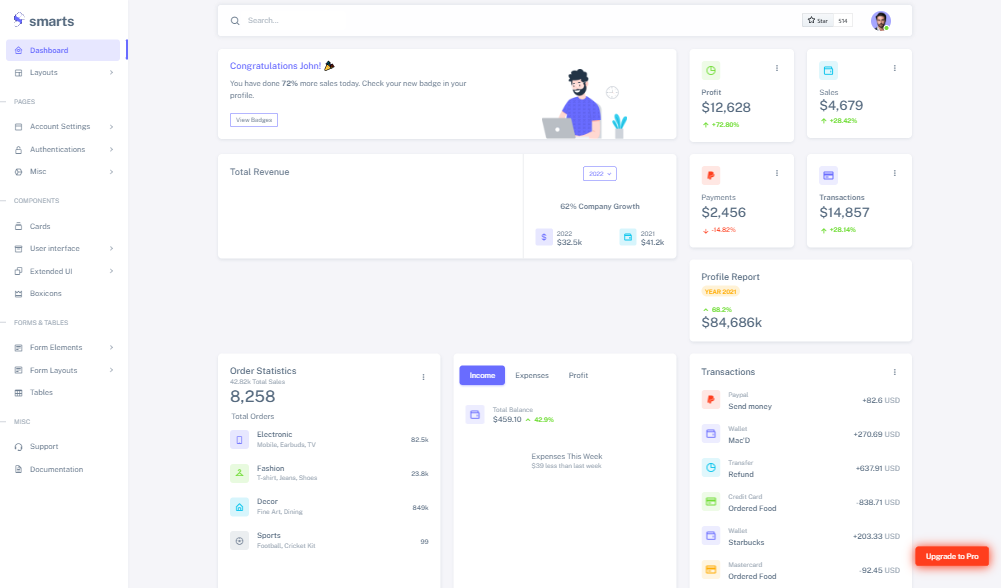 smarts
Dashboard
Layouts
PAGES
Account Settings
Authentications
Misc
COMPONENTS
Cards
User interface
Extended UI
Boxicons
FORMS & TABLES
Form Elements
Form Layouts
Tables
MISC
Support
Documentation
Search...
Star 514
Congratulations John!
You have done 72% more sales today. Check your new badge in your
profile.
View Badges
Profit
$12,628
+72.80%
Sales
$4,679
+28.42%
Total Revenue
2022
62% Company Growth
2022
$32.5k
2021
$41.2k
Payments
$2,456
-14.82%
Transactions
$14,857
+28.14%
Profile Report
YEAR 2021
68.2%
$84,686k
Order Statistics
42.82k Total Sales
8,258
Total Orders
Electronic
Mobile, Earbuds, TV
82.5k
Fashion
T-shirt, Jeans, Shoes
23.8k
Decor
Fine Art, Dining
849k
Sports
Football, Cricket Kit
99
Income Expenses Profit
Total Balance
$459.10 42.9%
Expenses This Week
$39 less than last week
Transactions
Paypal
Send money
+82.6 USD
Wallet
Mac'D
+270.69 USD
Transfer
Refund
+637.91 USD
Credit Card
Ordered Food
-838.71 USD
Wallet
Starbucks
+203.33 USD
Mastercard
Ordered Food
-92.45 USD
Upgrade to Pro